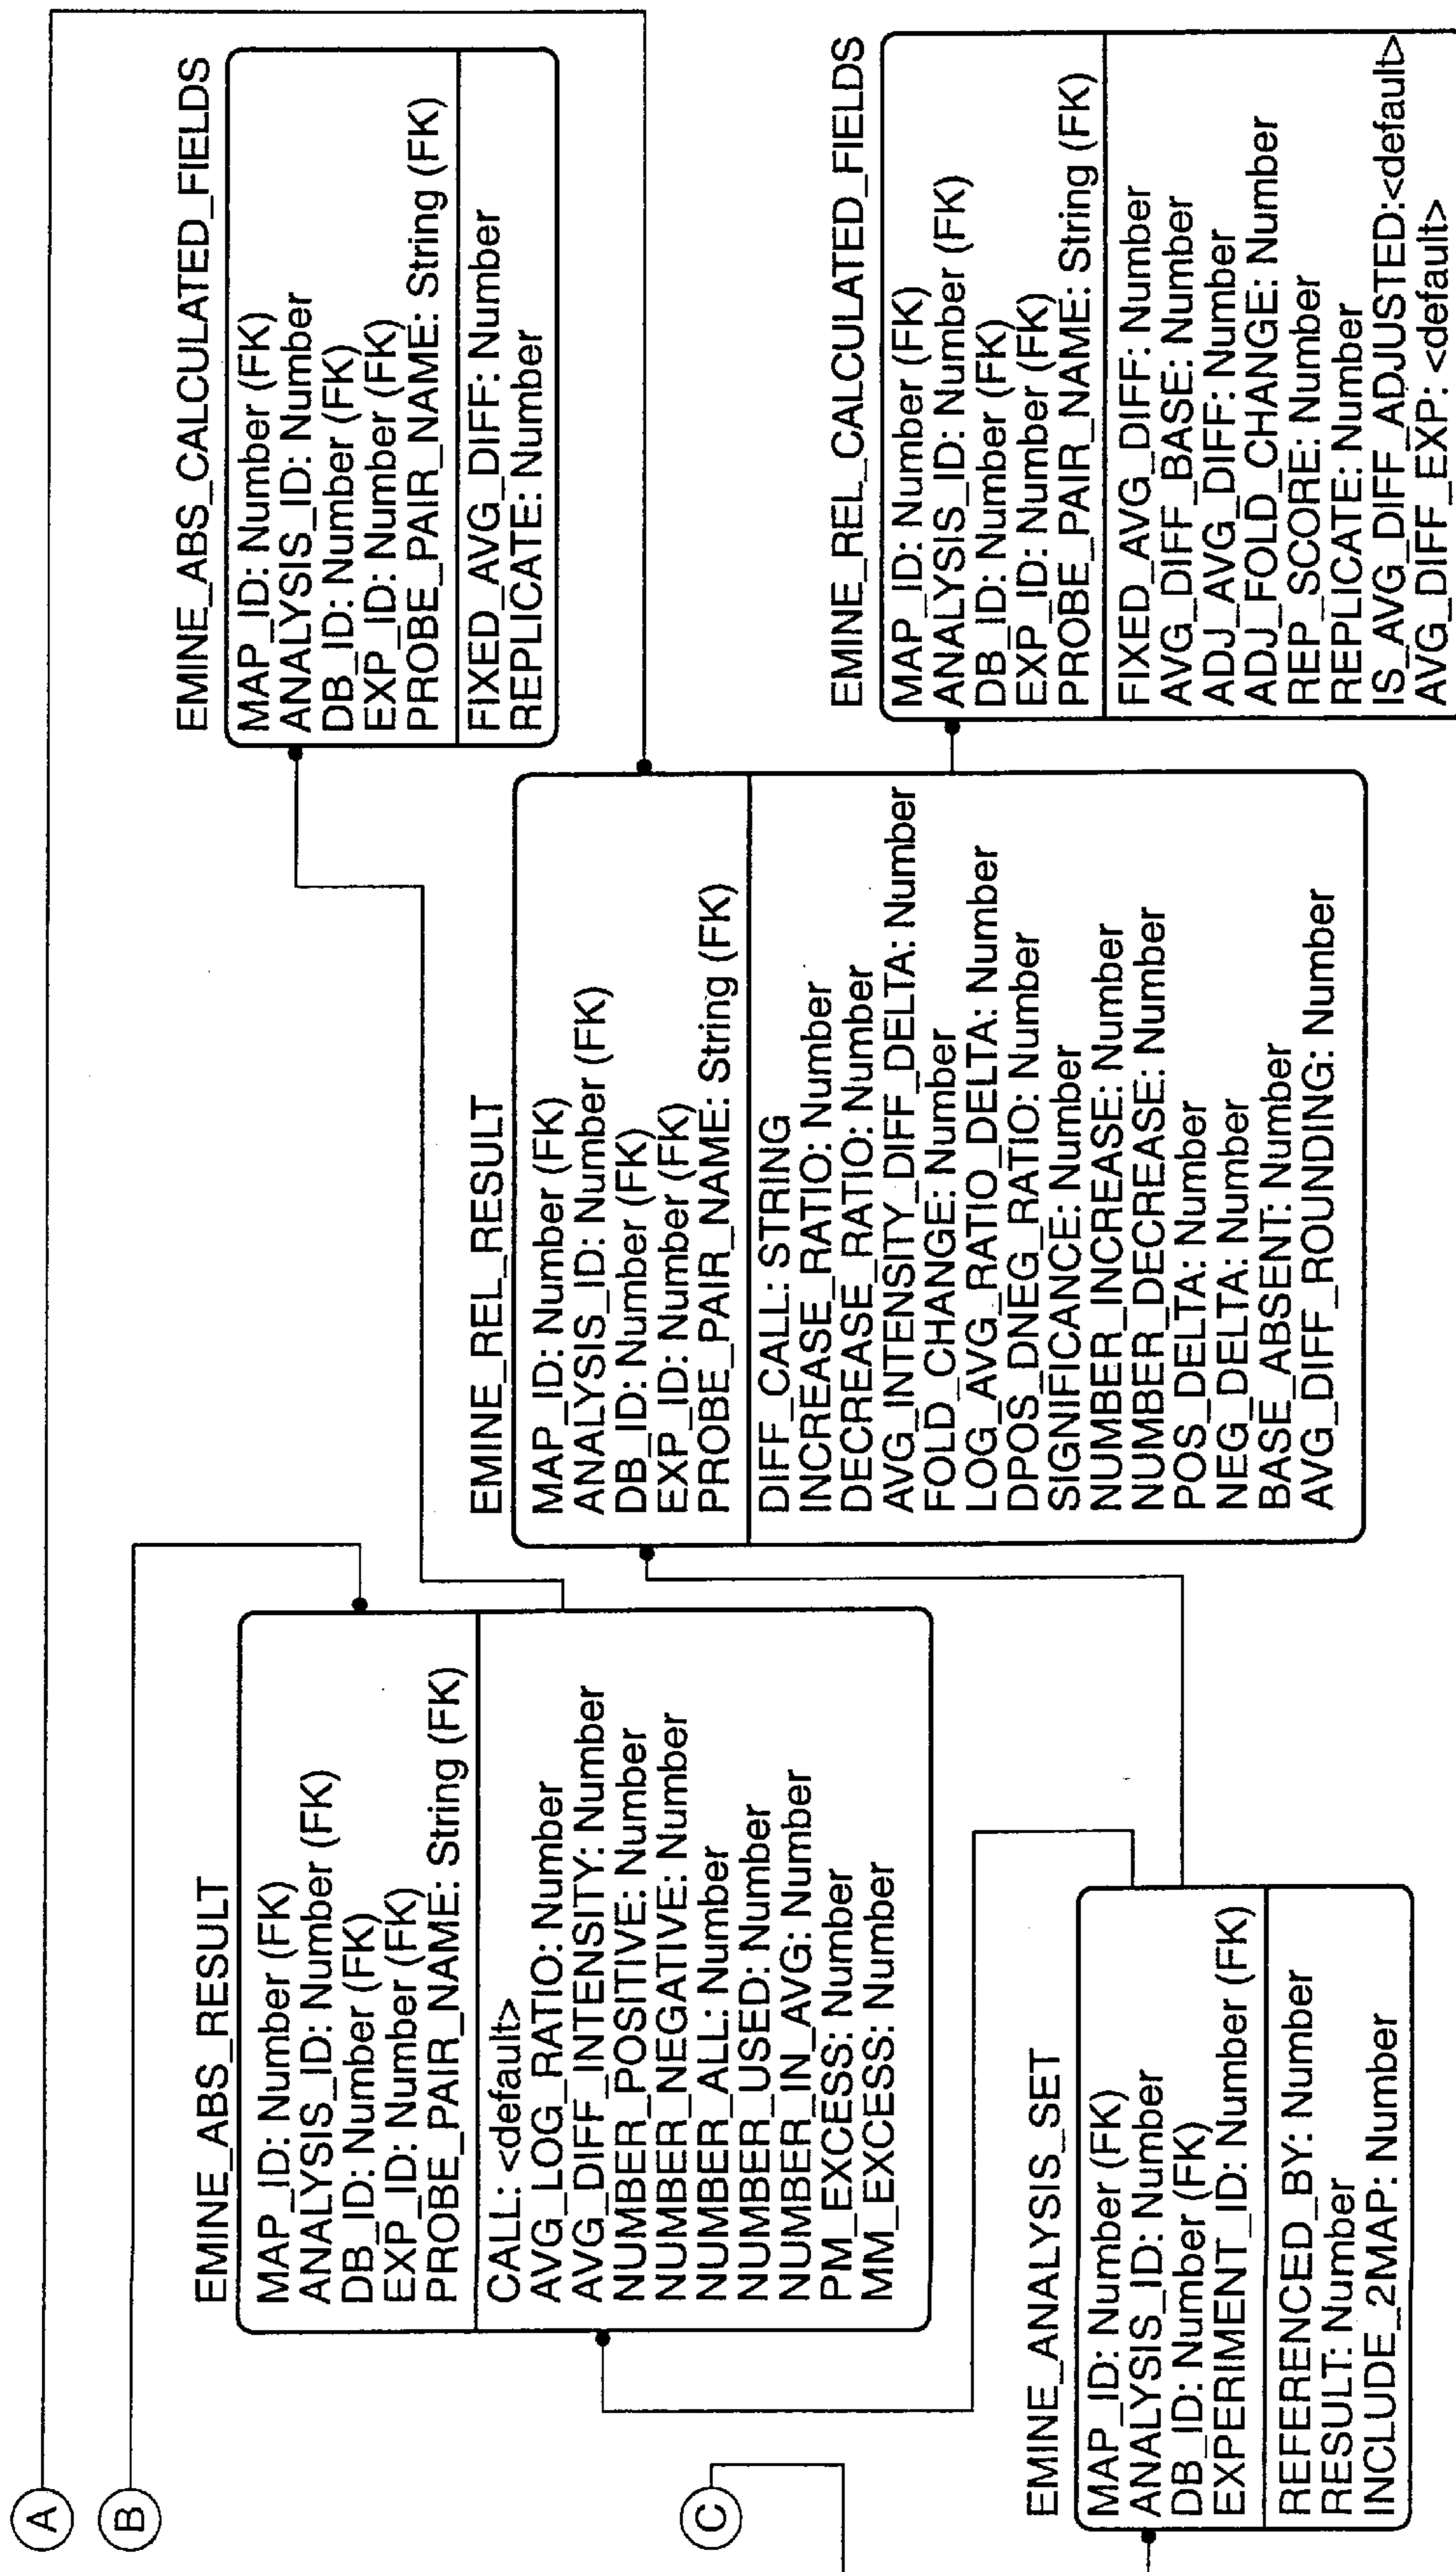 A
B
C
EMINE_ABS_RESULT
MAP_ID: Number (FK)
ANALYSIS_ID: Number (FK)
DB_ID: Number (FK)
EXP_ID: Number (FK)
PROBE_PAIR_NAME: String (FK)
CALL: <default>
AVG_LOG_RATIO: Number
AVG_DIFF_INTENSITY: Number
NUMBER_POSITIVE: Number
NUMBER_NEGATIVE: Number
NUMBER_ALL: Number
NUMBER_USED: Number
NUMBER_IN_AVG: Number
PM_EXCESS: Number
MM_EXCESS: Number
EMINE_ANALYSIS_SET
MAP_ID: Number (FK)
ANALYSIS_ID: Number
DB_ID: Number (FK)
EXPERIMENT_ID: Number (FK)
REFERENCED_BY: Number
RESULT: Number
INCLUDE_2MAP: Number
EMINE_REL_RESULT
MAP_ID: Number (FK)
ANALYSIS_ID: Number (FK)
DB_ID: Number (FK)
EXP_ID: Number (FK)
PROBE_PAIR_NAME: String (FK)
DIFF_CALL: STRING
INCREASE_RATIO: Number
DECREASE_RATIO: Number
AVG_INTENSITY_DIFF_DELTA: Number
FOLD_CHANGE: Number
LOG_AVG_RATIO_DELTA: Number
DPOS_DNEG_RATIO: Number
SIGNIFICANCE: Number
NUMBER_INCREASE: Number
NUMBER_DECREASE: Number
POS_DELTA: Number
NEG_DELTA: Number
BASE_ABSENT: Number
AVG_DIFF_ROUNDING: Number
EMINE_ABS_CALCULATED_FIELDS
MAP_ID: Number (FK)
ANALYSIS_ID: Number
DB_ID: Number (FK)
EXP_ID: Number (FK)
PROBE_PAIR_NAME: String (FK)
FIXED_AVG_DIFF: Number
REPLICATE: Number
EMINE_REL_CALCULATED_FIELDS
MAP_ID: Number (FK)
ANALYSIS_ID: Number (FK)
DB_ID: Number (FK)
EXP_ID: Number (FK)
PROBE_PAIR_NAME: String (FK)
FIXED_AVG_DIFF: Number
AVG_DIFF_BASE: Number
ADJ_AVG_DIFF: Number
ADJ_FOLD_CHANGE: Number
REP_SCORE: Number
REPLICATE: Number
IS_AVG_DIFF_ADJUSTED:<default>
AVG_DIFF_EXP: <default>